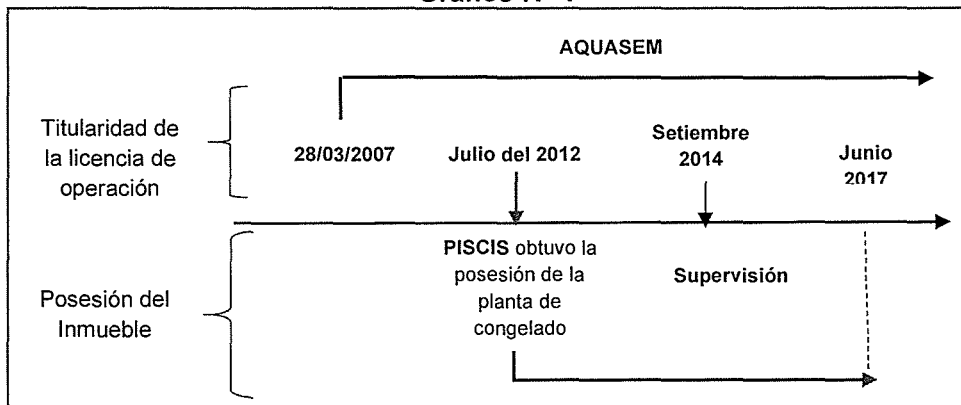 AQUASEM
Titularidad de
la licencia de
operación
28/03/2007
Julio del 2012
Setiembre
2014
Junio
2017
PISCIS obtuvo la
posesión de la
planta de
congelado
Supervisión
Posesión del
Inmueble